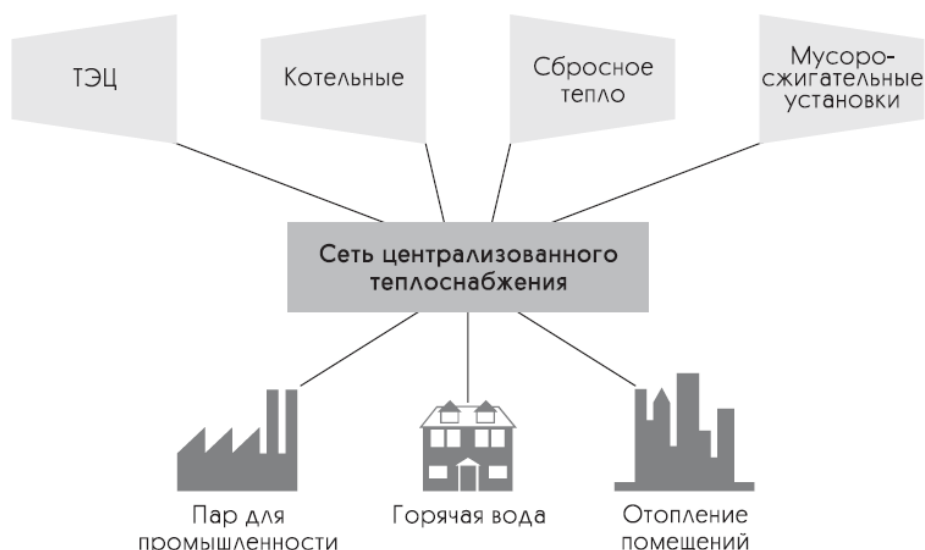 ТЭЦ
Котельные
Сбросное
тепло
Мусоро-
сжигательные
установки
Сеть централизованного
теплоснабжения
Пар для
промышленности
Горячая вода
Отопление
помещений